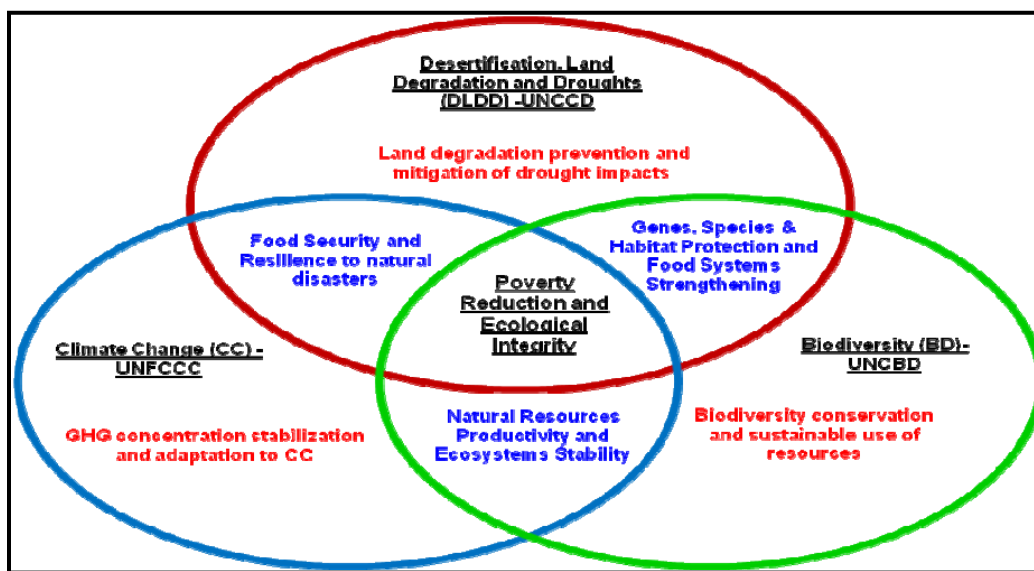 Desertification, Land
Degradation and Droughts
(DLDD) -UNCCD
Land degradation prevention and
mitigation of drought impacts
Food Security and
Resilience to natural
disasters
Genes, Species &
Habitat Protection and
Food Systems
Strengthening
Poverty
Reduction and
Ecological
Integrity
Climate Change (CC) -
UNFCCC
Biodiversity (BD)-
UNCBD
GHG concentration stabilization
and adaptation to CC
Natural Resources
Productivity and
Ecosystems Stability
Biodiversity conservation
and sustainable use of
resources